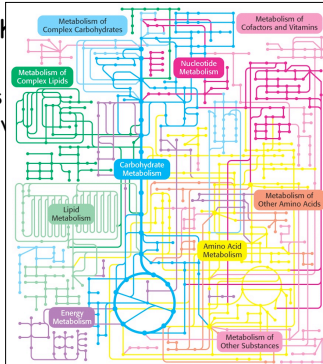 Metabolism of
Complex Carbohydrates
Metabolism of
Cofactors and Vitamins
Nucleotide
Metabolism
Metabolism of
Complex Lipids
Carbohydrate
Metabolism
Metabolism of
Other Amino Acids
Lipid
Metabolism
Amino Acid
Metabolism
Energy
Metabolism
Metabolism of
Other Substances